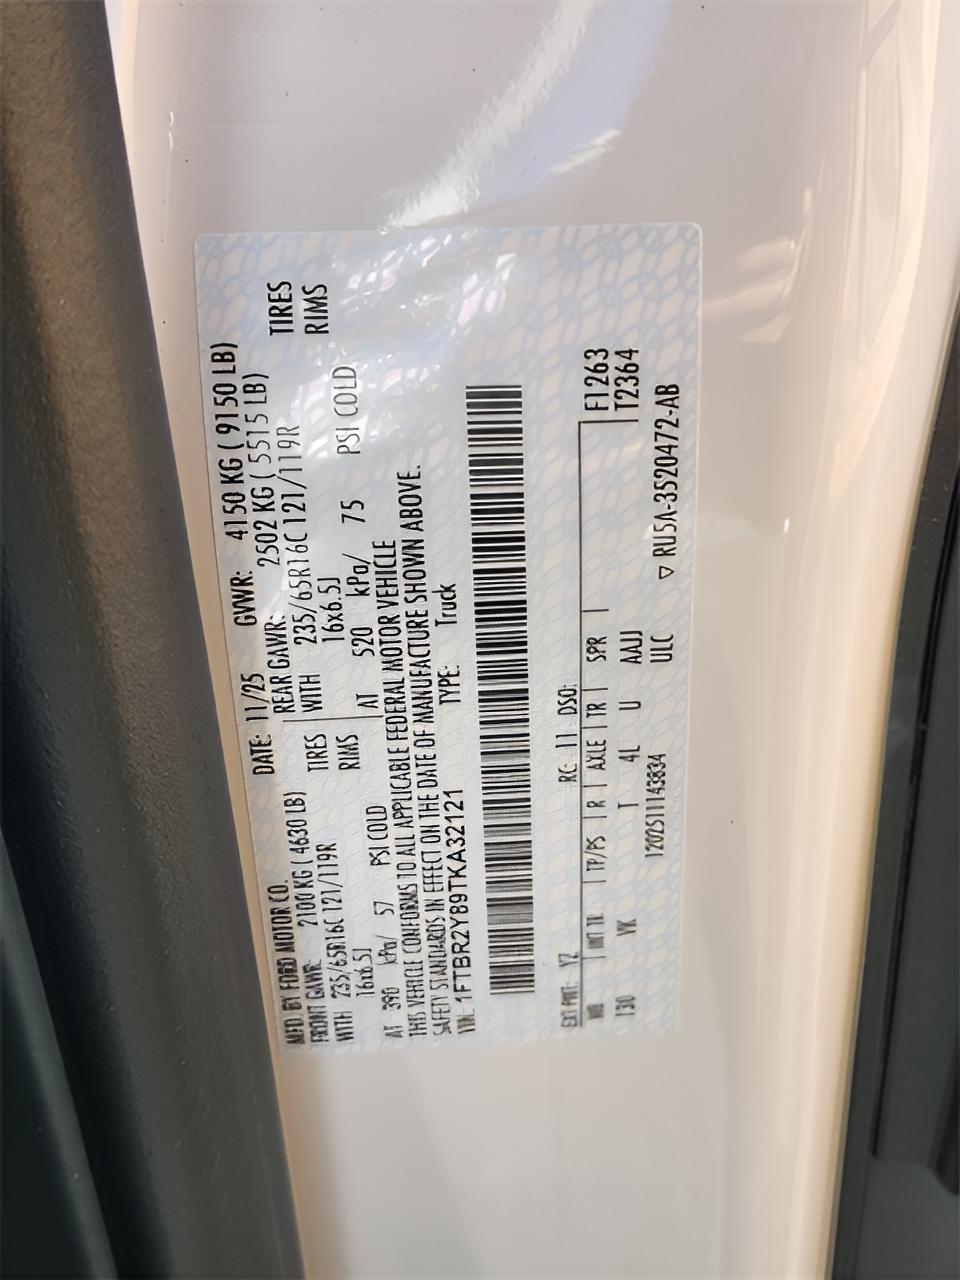 MFD. BY FORD MOTOR CO. DATE: 11/25 GVWR: 4150 KG ( 9150 LB)
FRONT GAWR: 2100 KG ( 4630 LB) REAR GAWR: 2502 KG ( 5515 LB)
WITH 235/65R16C 121/119R TIRES WITH 235/65R16C 121/119R TIRES
16x6.5J RIMS 16x6.5J RIMS
AT 390 kPa/ 57 PSI COLD AT 520 kPa/ 75 PSI COLD
THIS VEHICLE CONFORMS TO ALL APPLICABLE FEDERAL MOTOR VEHICLE
SAFETY STANDARDS IN EFFECT ON THE DATE OF MANUFACTURE SHOWN ABOVE.
VIN: 1FTBR2Y89TKA32121 TYPE: Truck
EXT PNT: YZ RC: 11 DSO:
WB INT TR TP/PS R AXLE TR SPR F1263
130 VK T 4L U AAUJ T2364
1202511143834 ULC ▽ RU5A-3520472-AB